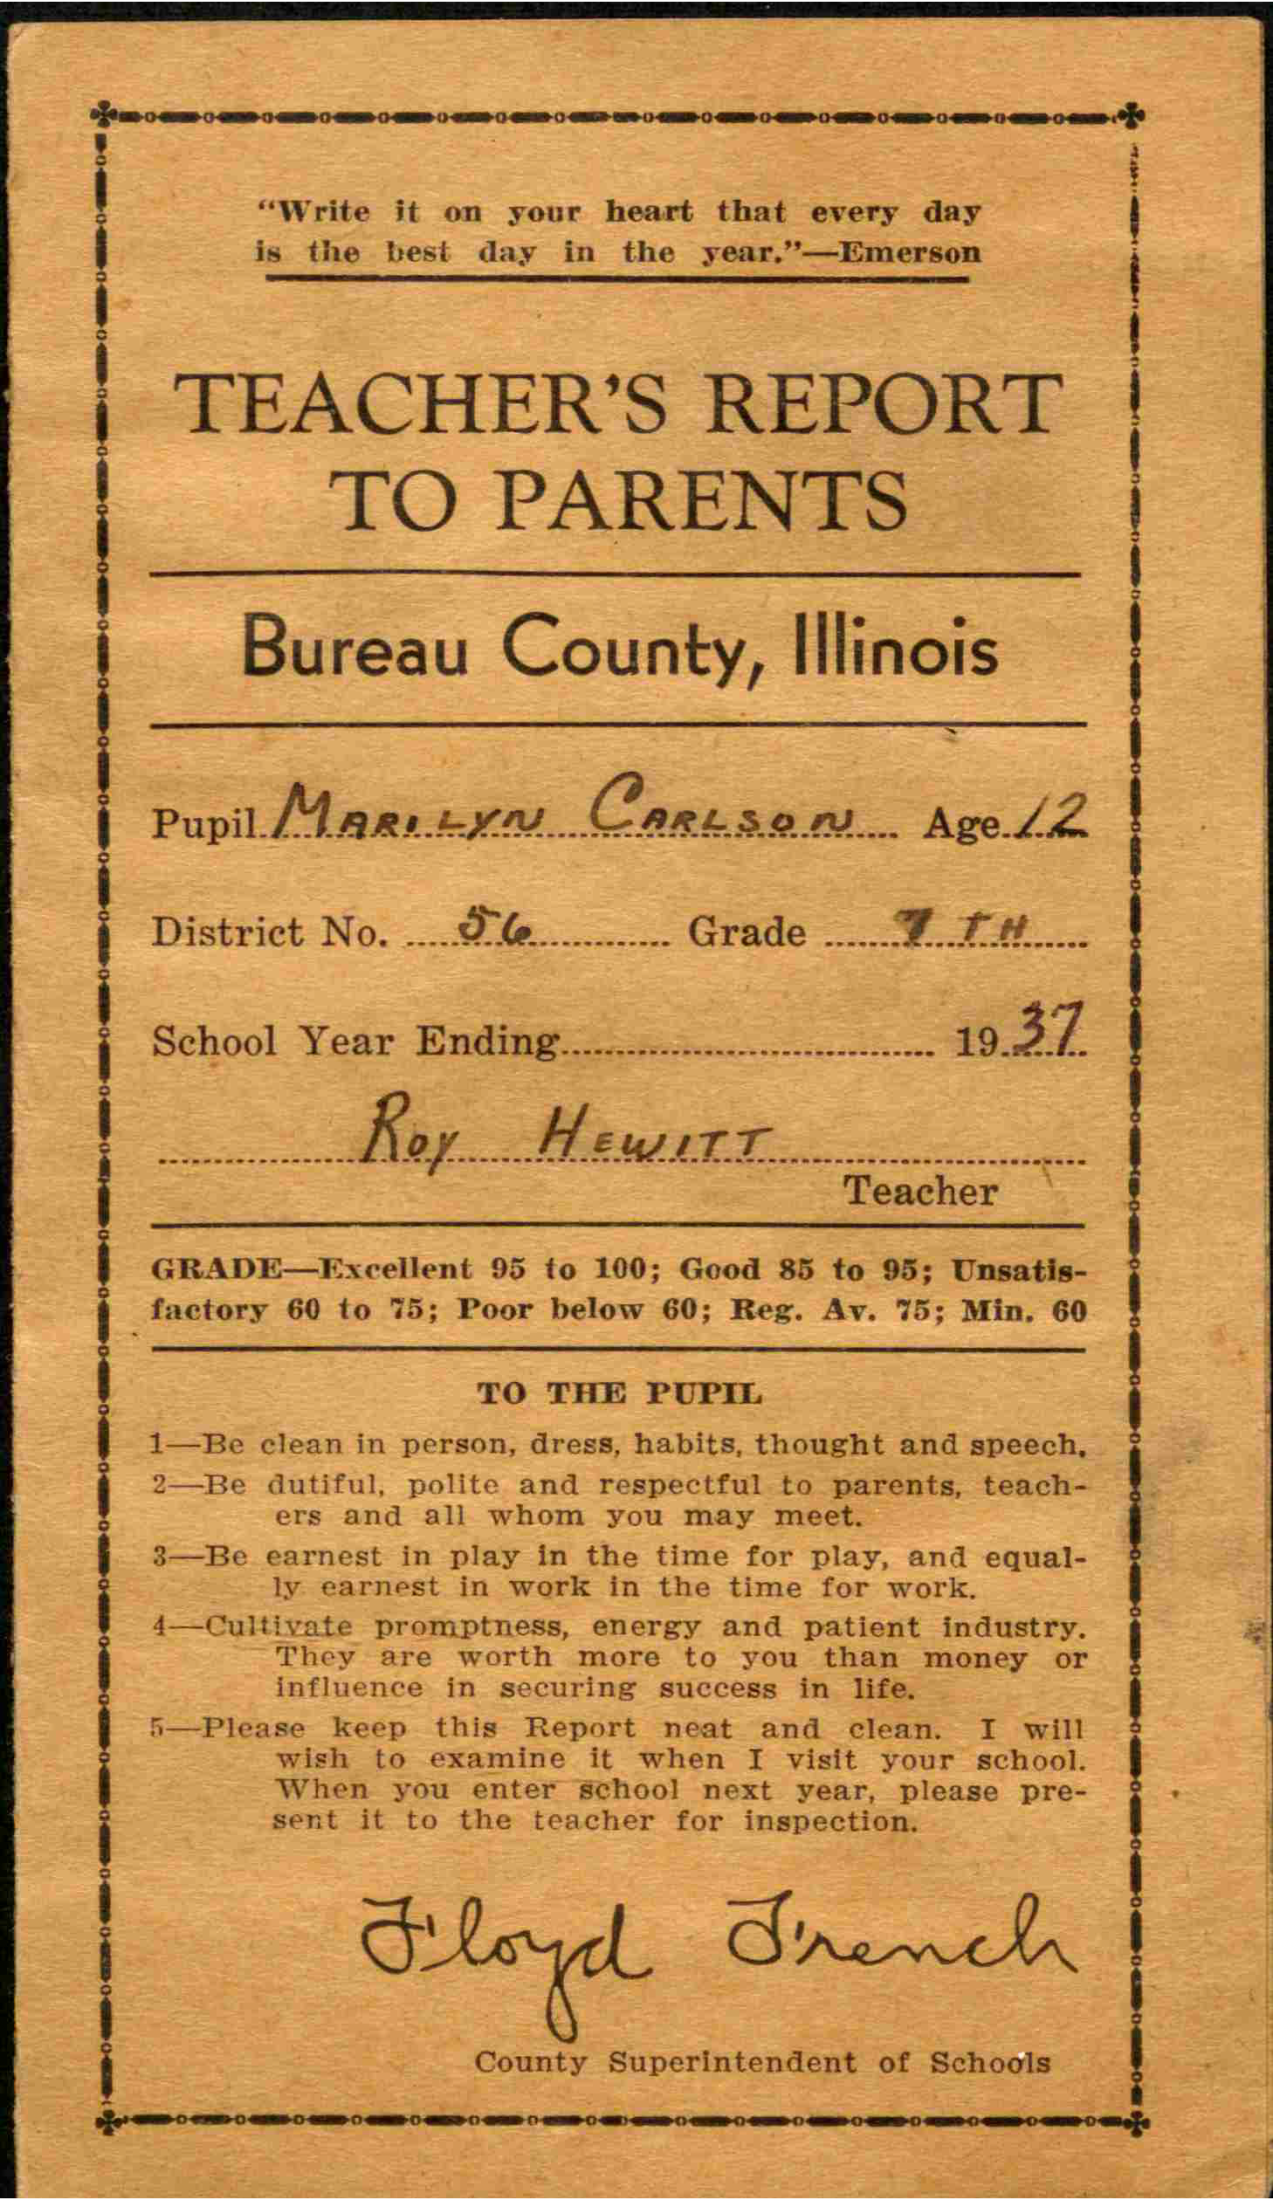 "Write it on your heart that every day
is the best day in the year."—Emerson
TEACHER'S REPORT
TO PARENTS
Bureau County, Illinois
Pupil MARILYN CARLSON Age 12
District No. 56 Grade 7 TH
School Year Ending 1937
ROY HEWITT
Teacher
GRADE—Excellent 95 to 100; Good 85 to 95; Unsatis-
factory 60 to 75; Poor below 60; Reg. Av. 75; Min. 60
TO THE PUPIL
1—Be clean in person, dress, habits, thought and speech.
2—Be dutiful, polite and respectful to parents, teach-
ers and all whom you may meet.
3—Be earnest in play in the time for play, and equal-
ly earnest in work in the time for work.
4—Cultivate promptness, energy and patient industry.
They are worth more to you than money or
influence in securing success in life.
5—Please keep this Report neat and clean. I will
wish to examine it when I visit your school.
When you enter school next year, please pre-
sent it to the teacher for inspection.
Floyd French
County Superintendent of Schools